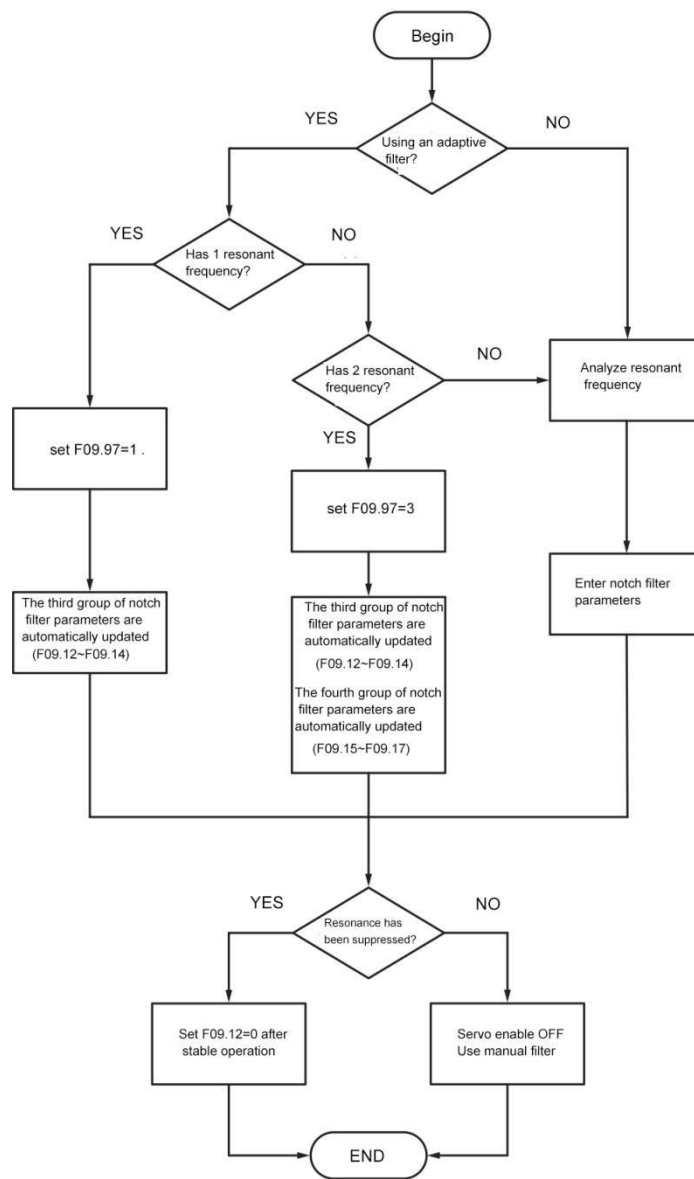 Begin
YES
NO
Using an adaptive
filter?
YES
NO
Has 1 resonant
frequency?
Has 2 resonant
frequency?
NO
YES
Analyze resonant
frequency
set F09.97=1 .
set F09.97=3
The third group of notch
filter parameters are
automatically updated
(F09.12~F09.14)
The third group of notch
filter parameters are
automatically updated
(F09.12~F09.14)
The fourth group of notch
filter parameters are
automatically updated
(F09.15~F09.17)
Enter notch filter
parameters
YES
NO
Resonance has
been suppressed?
Set F09.12=0 after
stable operation
Servo enable OFF
Use manual filter
END